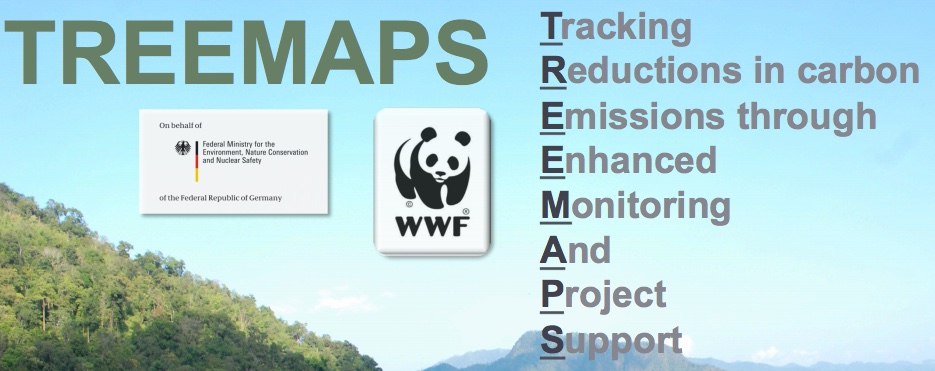 TREEMAPS
On behalf of
Federal Ministry for the
Environment, Nature Conservation
and Nuclear Safety
of the Federal Republic of Germany
©
WWF
®
Tracking
Reductions in carbon
Emissions through
Enhanced
Monitoring
And
Project
Support